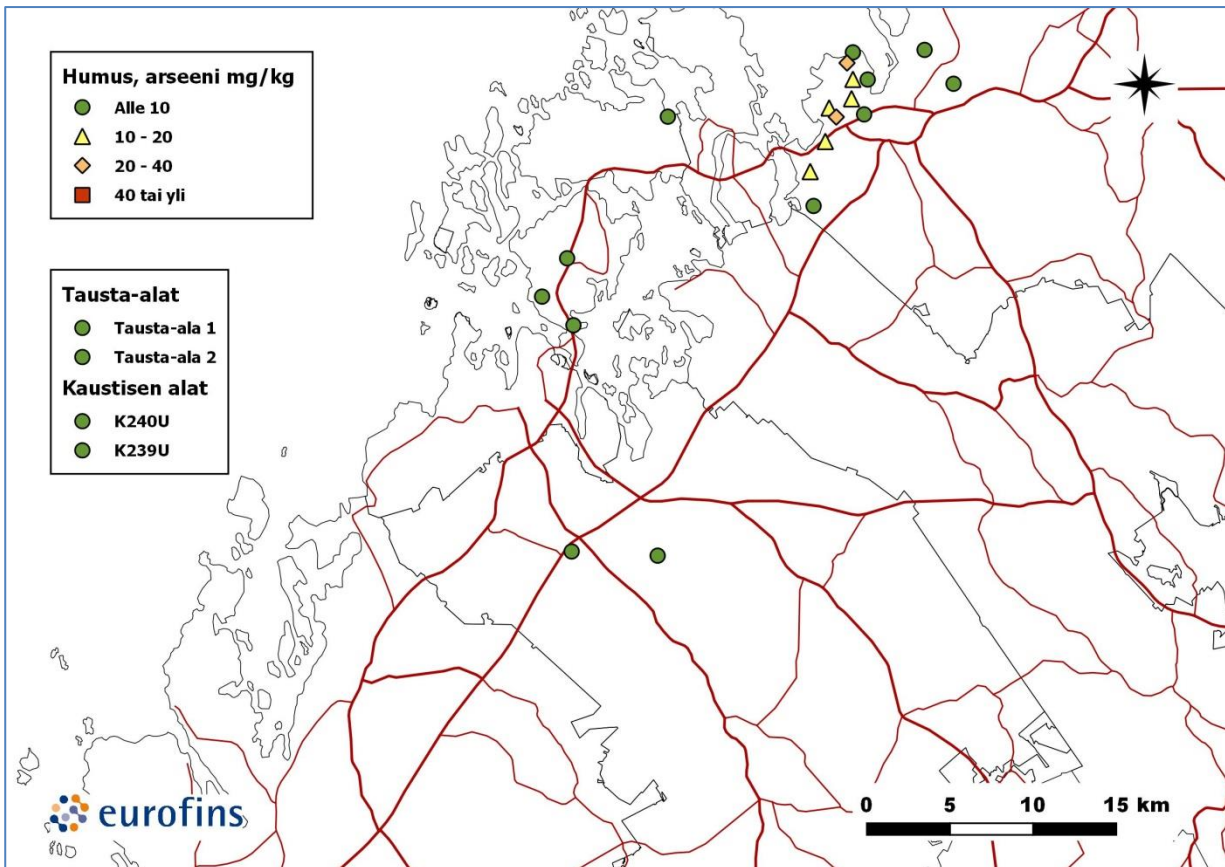 Humus, arseeni mg/kg
Alle 10
10 - 20
20 - 40
40 tai yli
Tausta-alat
Tausta-ala 1
Tausta-ala 2
Kaustisen alat
K240U
K239U
eurofins
0 5 10 15 km